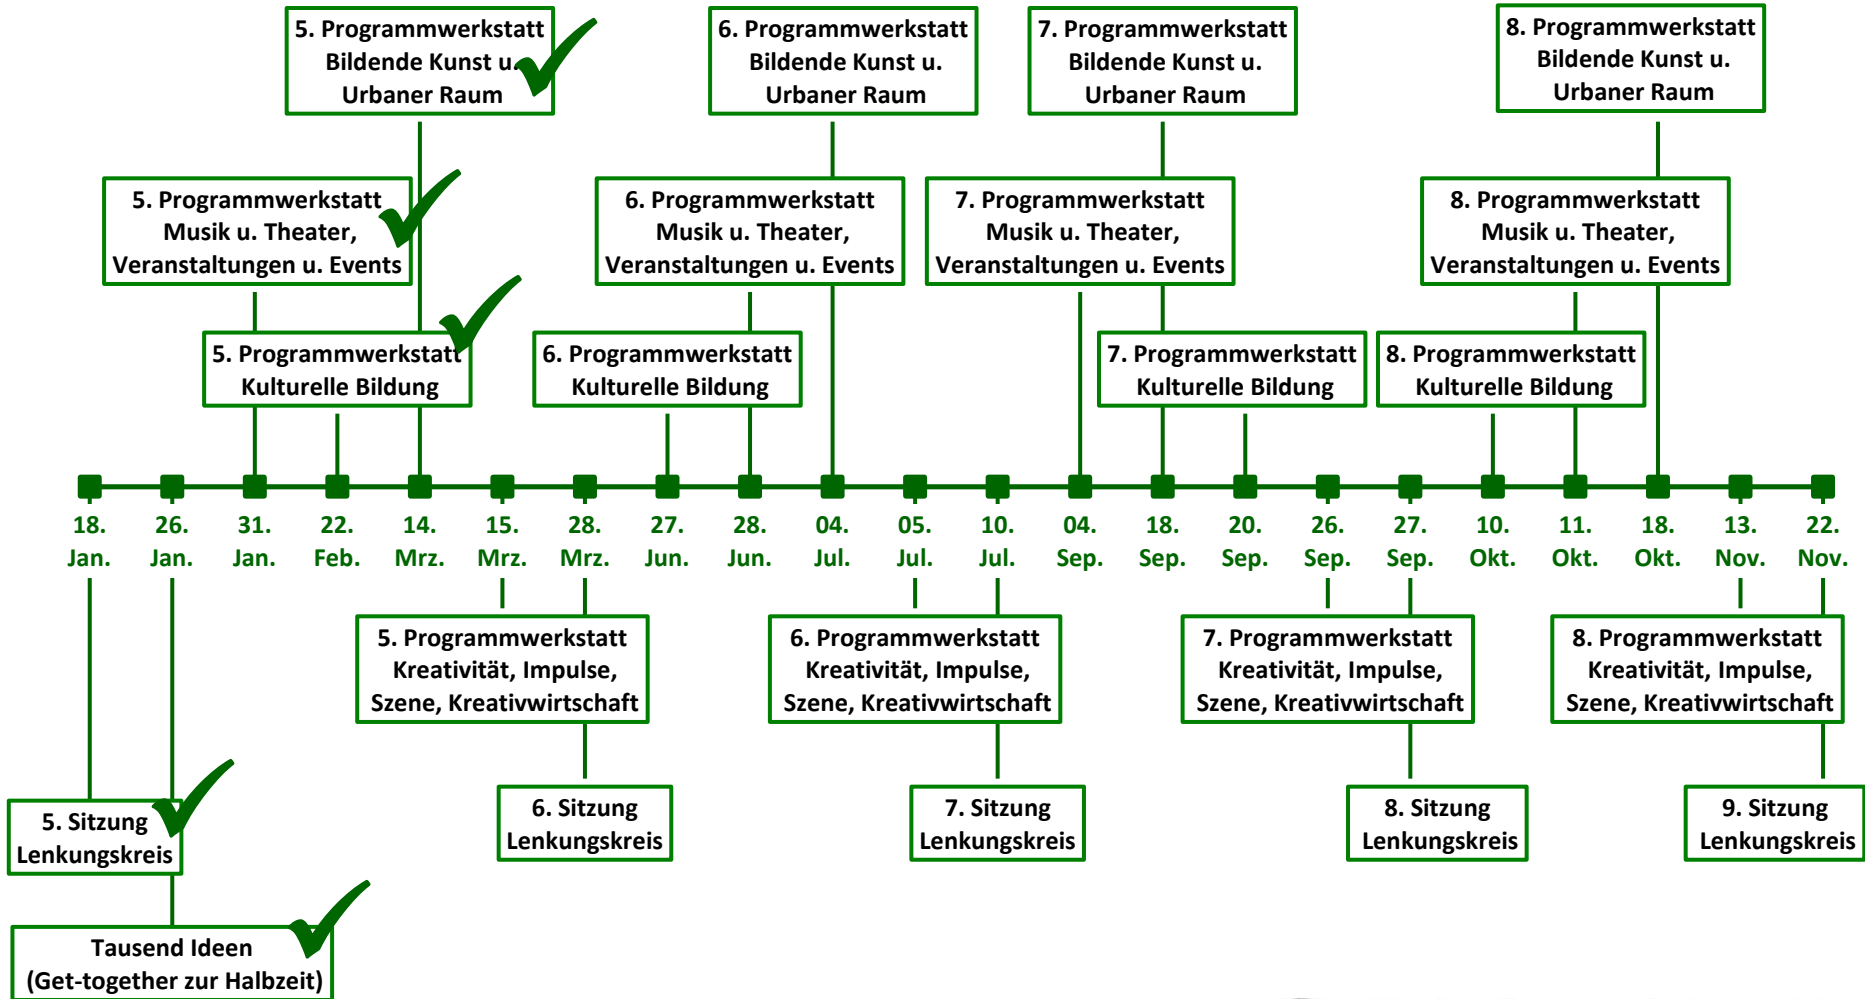 5. Programmwerkstatt
Bildende Kunst u.
Urbaner Raum
6. Programmwerkstatt
Bildende Kunst u.
Urbaner Raum
7. Programmwerkstatt
Bildende Kunst u.
Urbaner Raum
8. Programmwerkstatt
Bildende Kunst u.
Urbaner Raum
5. Programmwerkstatt
Musik u. Theater,
Veranstaltungen u. Events
6. Programmwerkstatt
Musik u. Theater,
Veranstaltungen u. Events
7. Programmwerkstatt
Musik u. Theater,
Veranstaltungen u. Events
8. Programmwerkstatt
Musik u. Theater,
Veranstaltungen u. Events
5. Programmwerkstatt
Kulturelle Bildung
6. Programmwerkstatt
Kulturelle Bildung
7. Programmwerkstatt
Kulturelle Bildung
8. Programmwerkstatt
Kulturelle Bildung
18.
Jan.
26.
Jan.
31.
Jan.
22.
Feb.
14.
Mrz.
15.
Mrz.
28.
Mrz.
27.
Jun.
28.
Jun.
04.
Jul.
05.
Jul.
10.
Jul.
04.
Sep.
18.
Sep.
20.
Sep.
26.
Sep.
27.
Sep.
10.
Okt.
11.
Okt.
18.
Okt.
13.
Nov.
22.
Nov.
5. Programmwerkstatt
Kreativität, Impulse,
Szene, Kreativwirtschaft
6. Programmwerkstatt
Kreativität, Impulse,
Szene, Kreativwirtschaft
7. Programmwerkstatt
Kreativität, Impulse,
Szene, Kreativwirtschaft
8. Programmwerkstatt
Kreativität, Impulse,
Szene, Kreativwirtschaft
5. Sitzung
Lenkungskreis
6. Sitzung
Lenkungskreis
7. Sitzung
Lenkungskreis
8. Sitzung
Lenkungskreis
9. Sitzung
Lenkungskreis
Tausend Ideen
(Get-together zur Halbzeit)